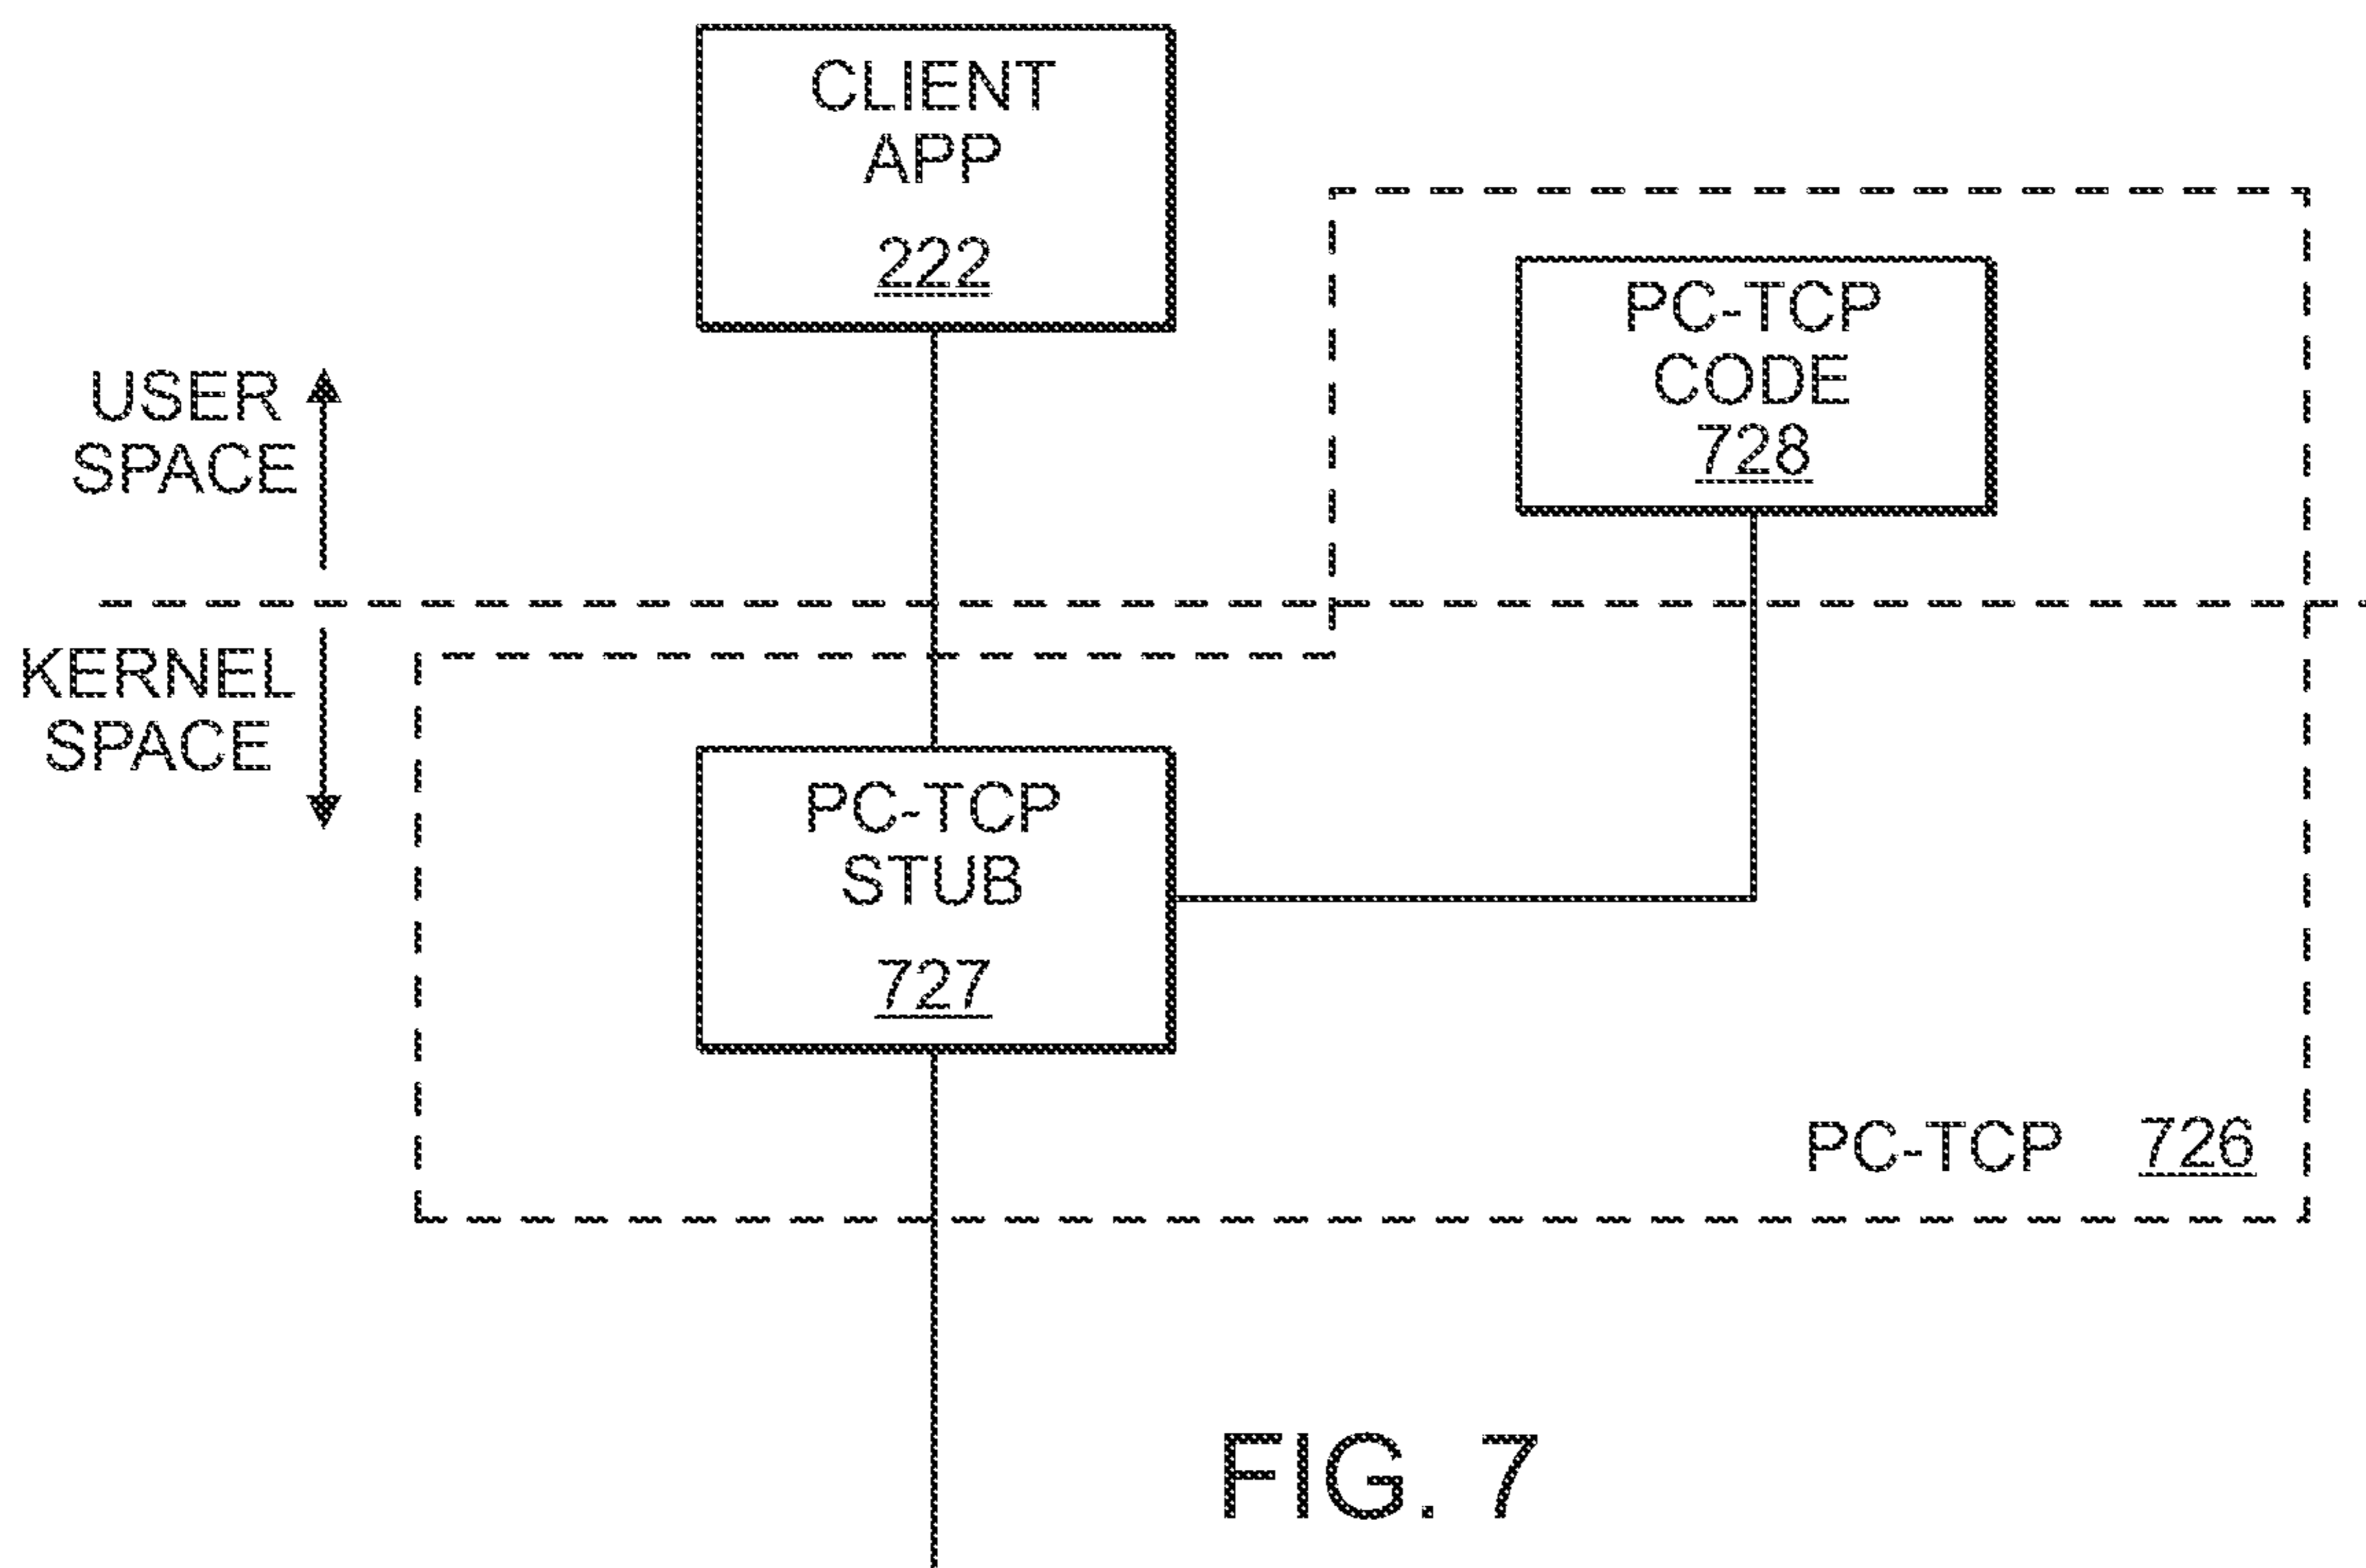 CLIENT
APP
222
PC-TCP
CODE
728
USER
SPACE
KERNEL
SPACE
PC-TCP
STUB
727
PC-TCP 726
FIG. 7